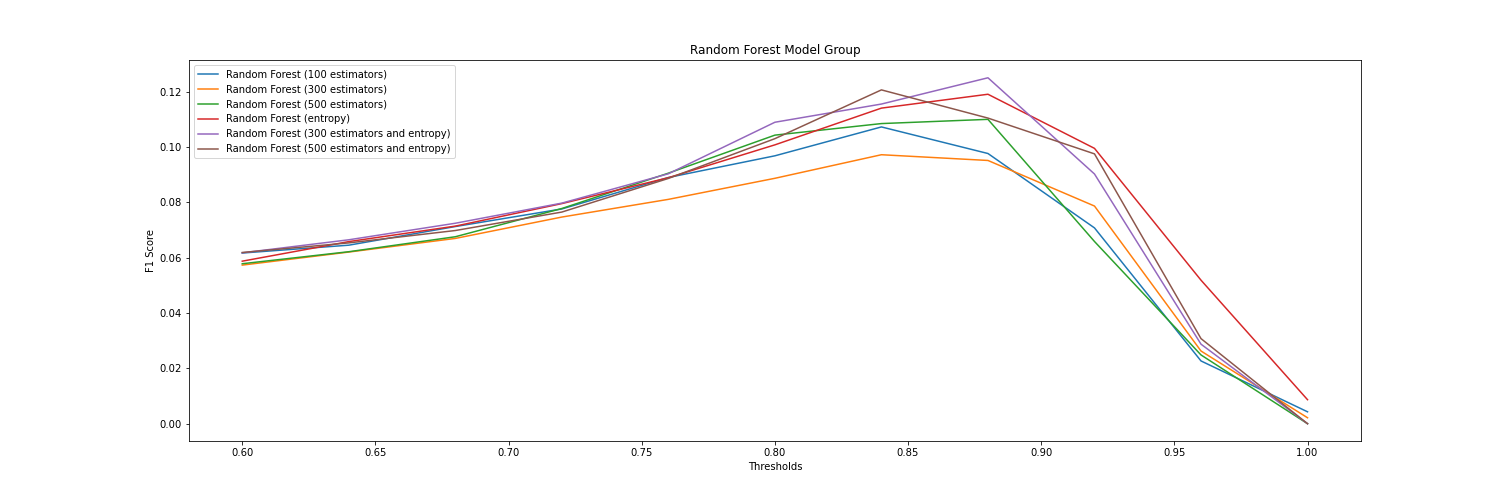 Random Forest Model Group
Random Forest (100 estimators)
Random Forest (300 estimators)
Random Forest (500 estimators)
Random Forest (entropy)
Random Forest (300 estimators and entropy)
Random Forest (500 estimators and entropy)
F1 Score
0.12
0.10
0.08
0.06
0.04
0.02
0.00
0.60 0.65 0.70 0.75 0.80 0.85 0.90 0.95 1.00
Thresholds